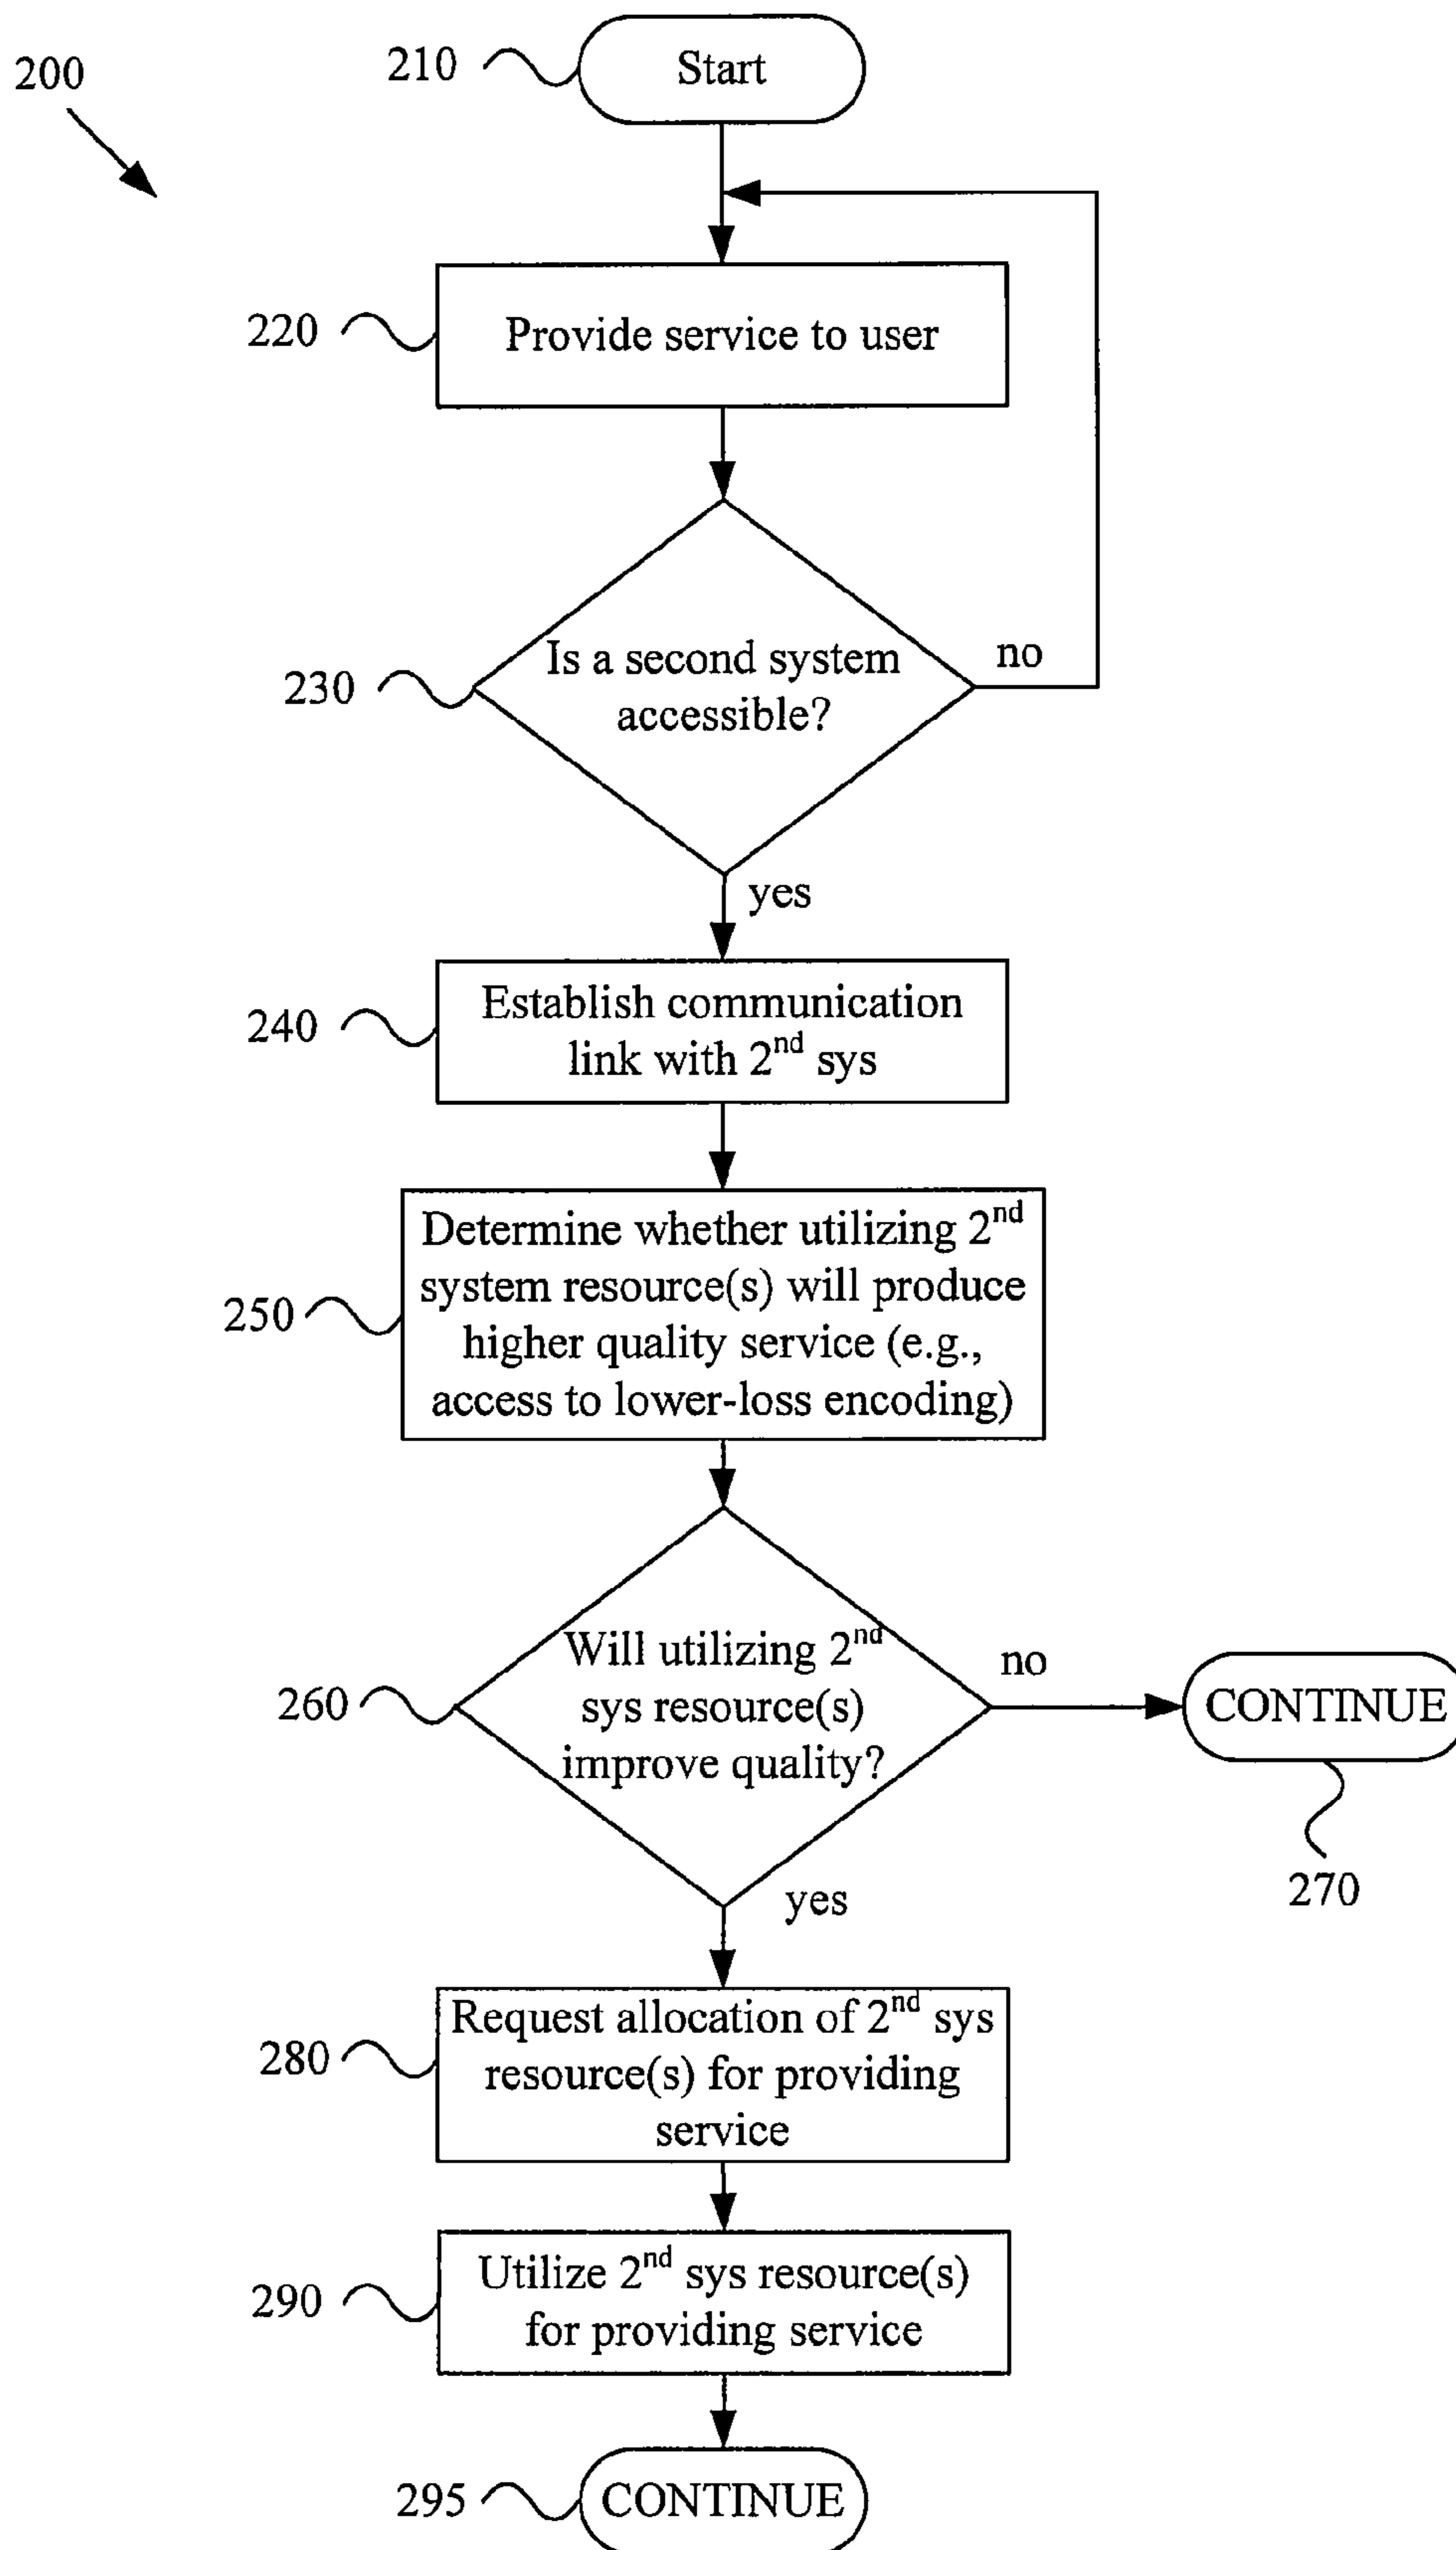 200
210
Start
220
Provide service to user
230
Is a second system
accessible?
no
yes
240
Establish communication
link with 2nd sys
250
Determine whether utilizing 2nd
system resource(s) will produce
higher quality service (e.g.,
access to lower-loss encoding)
260
Will utilizing 2nd
sys resource(s)
improve quality?
no
CONTINUE
270
yes
280
Request allocation of 2nd sys
resource(s) for providing
service
290
Utilize 2nd sys resource(s)
for providing service
295
CONTINUE